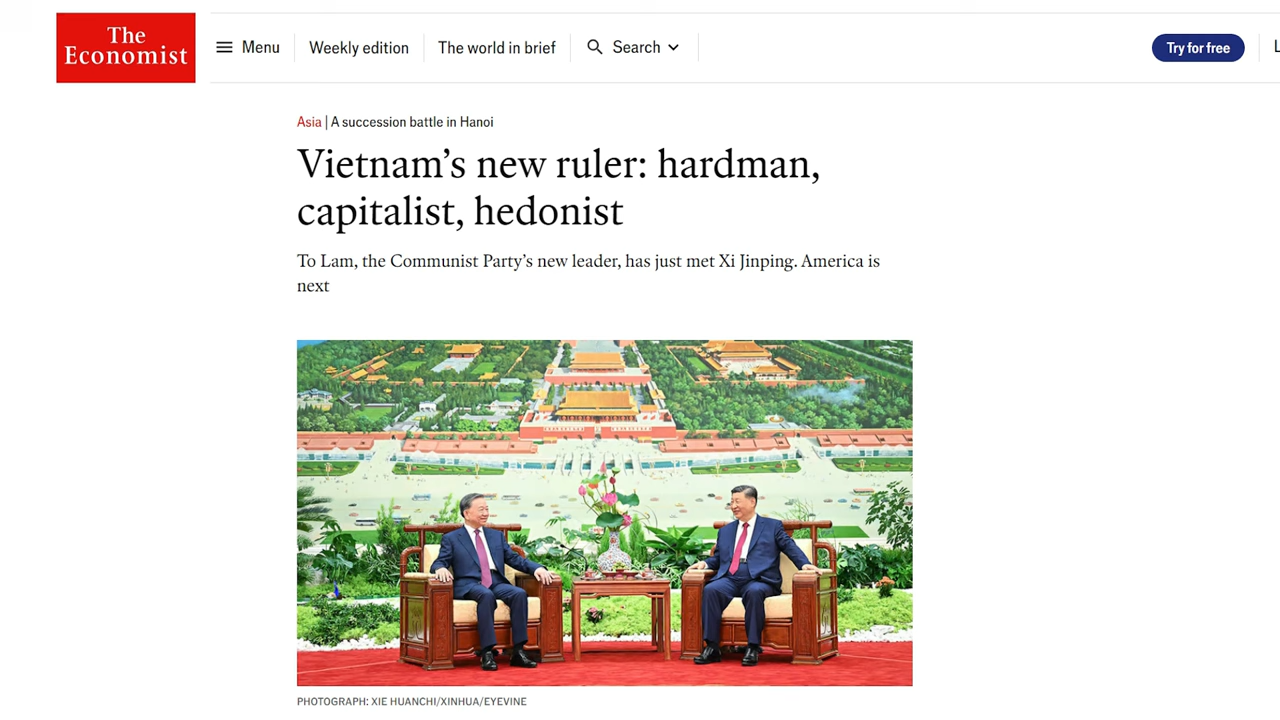 The
Economist
Menu
Weekly edition
The world in brief
Search
Try for free
L
Asia | A succession battle in Hanoi
Vietnam’s new ruler: hardman,
capitalist, hedonist
To Lam, the Communist Party’s new leader, has just met Xi Jinping. America is
next
PHOTOGRAPH: XIE HUANCHI/XINHUA/EYEVINE